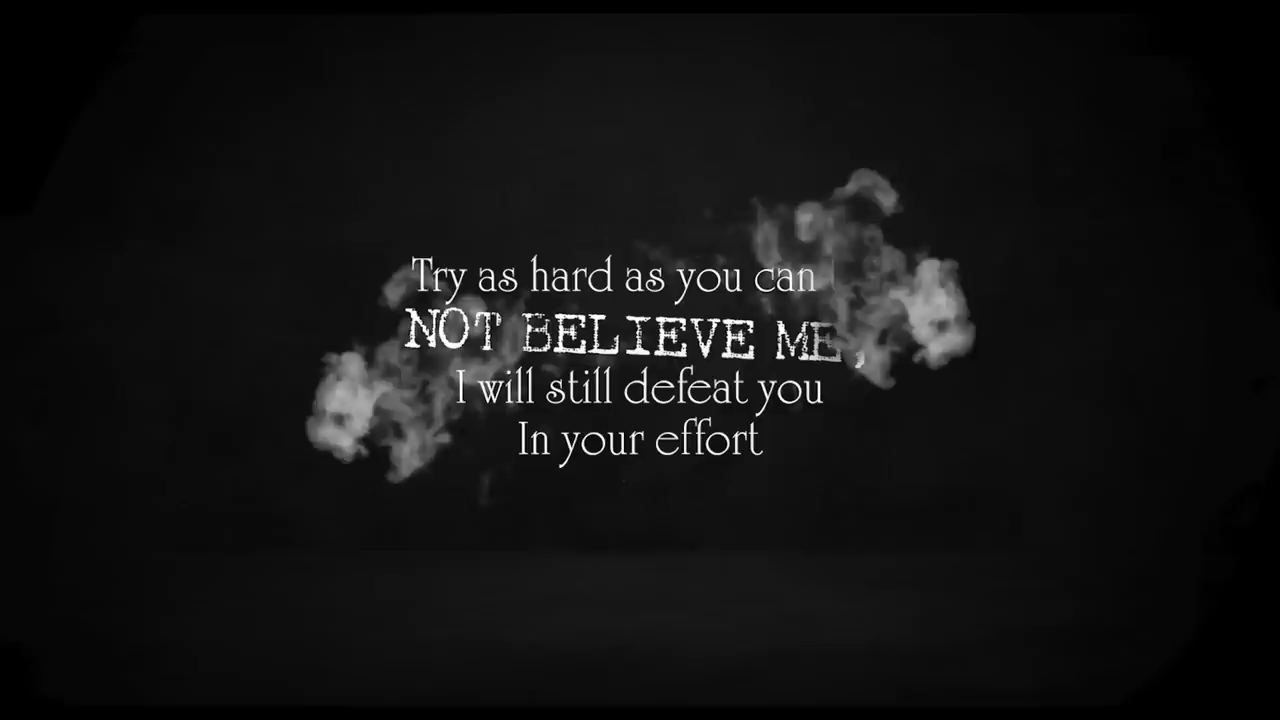 Try as hard as you can
NOT BELIEVE ME,
I will still defeat you
In your effort